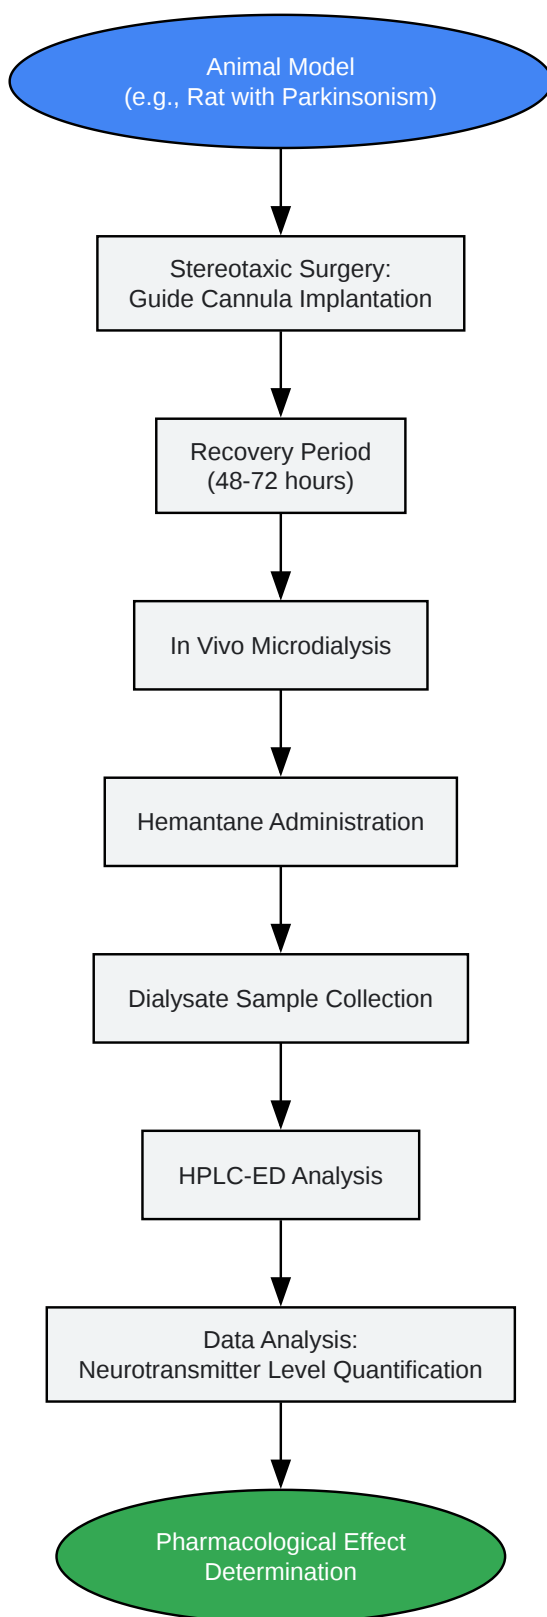 Animal Model
(e.g., Rat with Parkinsonism)
Stereotaxic Surgery:
Guide Cannula Implantation
Recovery Period
(48-72 hours)
In Vivo Microdialysis
Hemantane Administration
Dialysate Sample Collection
HPLC-ED Analysis
Data Analysis:
Neurotransmitter Level Quantification
Pharmacological Effect
Determination